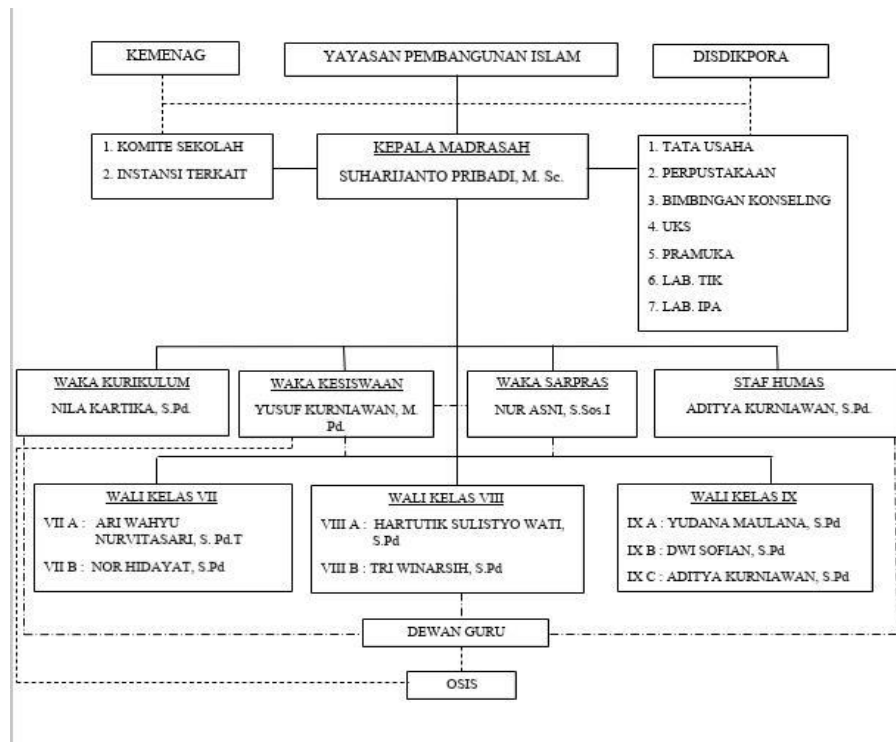 KEMENAG
YAYASAN PEMBANGUNAN ISLAM
DISDIKPORA
1. KOMITE SEKOLAH
2. INSTANSI TERKAIT
KEPALA MADRASAH
SUHARIJANTO PRIBADI, M. Sc.
1. TATA USAHA
2. PERPUSTAKAAN
3. BIMBINGAN KONSELING
4. UKS
5. PRAMUKA
6. LAB. TIK
7. LAB. IPA
WAKA KURIKULUM
NILA KARTIKA, S.Pd.
WAKA KESISWAAN
YUSUF KURNIAWAN, M.
Pd.
WAKA SARPRAS
NUR ASNI, S.Sos.I
STAF HUMAS
ADITYA KURNIAWAN, S.Pd.
WALI KELAS VII
VII A : ARI WAHYU
NURVITASARI, S. Pd.T
VII B : NOR HIDAYAT, S.Pd
WALI KELAS VIII
VIII A : HARTUTIK SULISTYO WATI,
S.Pd
VIII B : TRI WINARSIH, S.Pd
WALI KELAS IX
IX A : YUDANA MAULANA, S.Pd
IX B : DWI SOFIAN, S.Pd
IX C : ADITYA KURNIAWAN, S.Pd
DEWAN GURU
OSIS